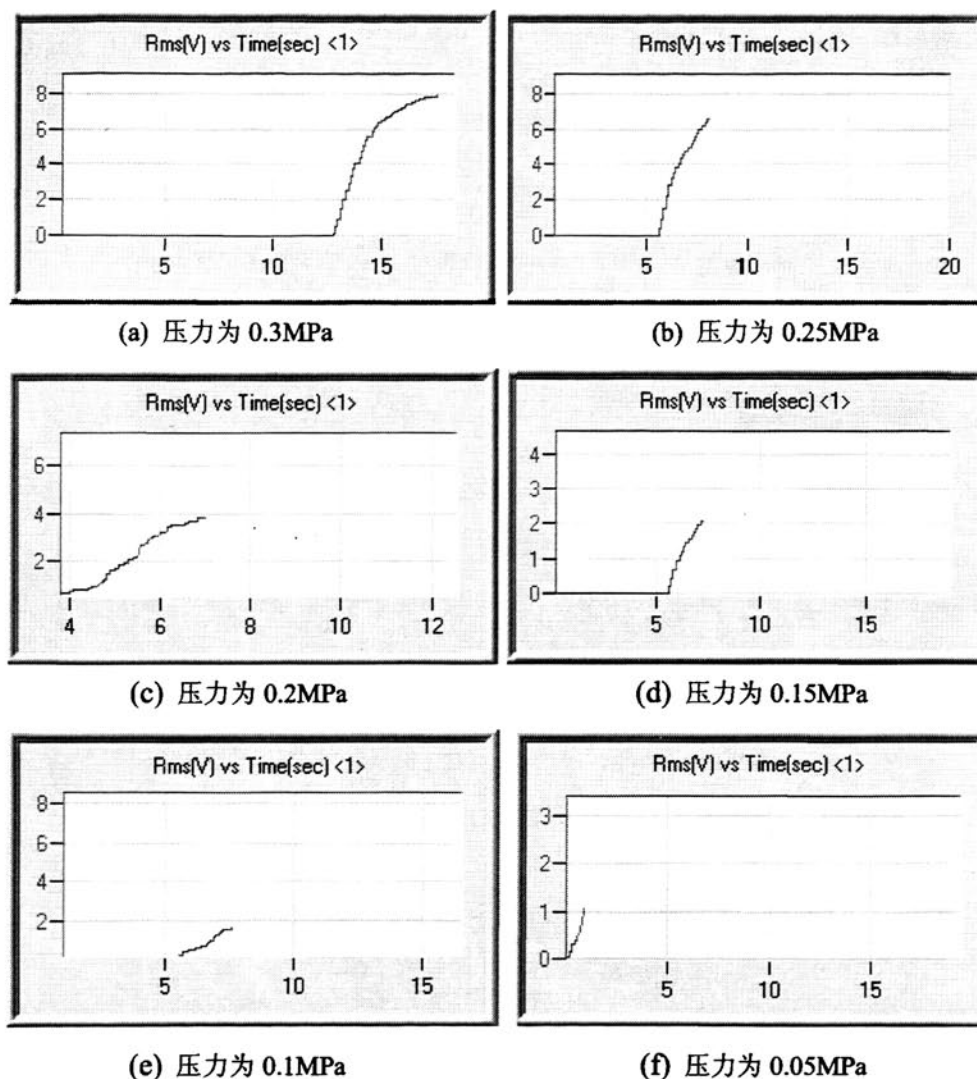 Rms(V) vs Time(sec) <1>
8
6
4
2
0
5 10 15
(a) 压力为 0.3MPa
Rms(V) vs Time(sec) <1>
8
6
4
2
0
5 10 15 20
(b) 压力为 0.25MPa
Rms(V) vs Time(sec) <1>
6
4
2
4 6 8 10 12
(c) 压力为 0.2MPa
Rms(V) vs Time(sec) <1>
4
3
2
1
0
5 10 15
(d) 压力为 0.15MPa
Rms(V) vs Time(sec) <1>
8
6
4
2
5 10 15
(e) 压力为 0.1MPa
Rms(V) vs Time(sec) <1>
3
2
1
0
5 10 15
(f) 压力为 0.05MPa